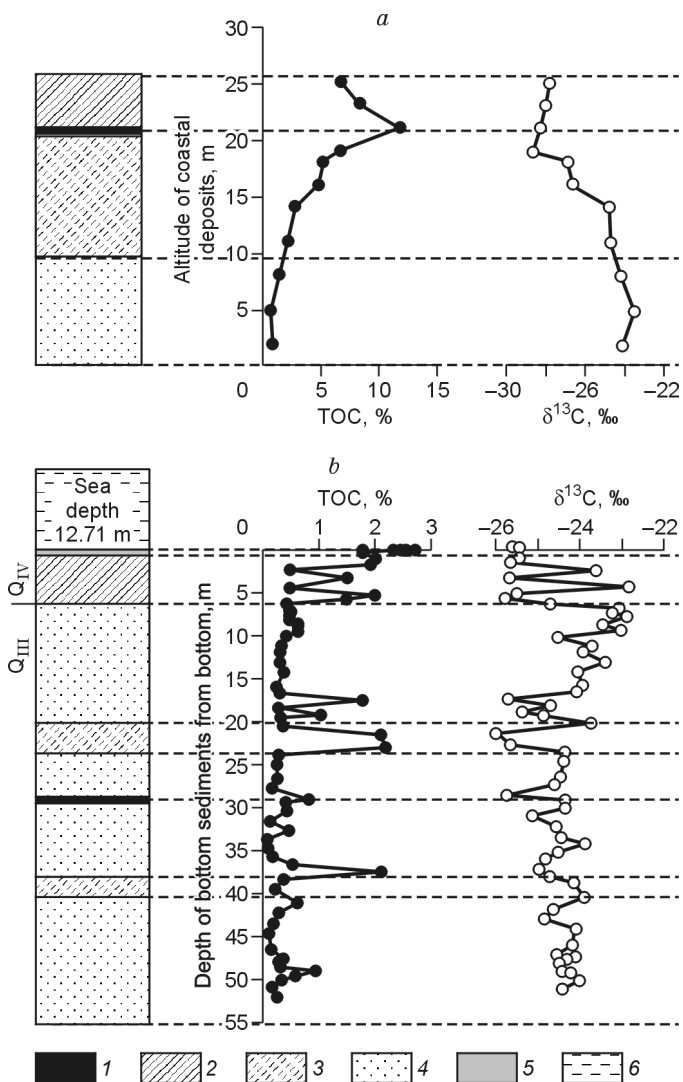 a
30
25
20
15
10
5
Altitude of coastal
deposits, m
0
5
10
15
−30
−26
−22
TOC, %
δ¹³C, ‰
b
TOC, %
δ¹³C, ‰
Sea
depth
12.71 m
0
1
2
3
−26
−24
−22
Q_IV
Q_III
Depth of bottom sediments from bottom, m
5
10
15
20
25
30
35
40
45
50
55
1
2
3
4
5
6